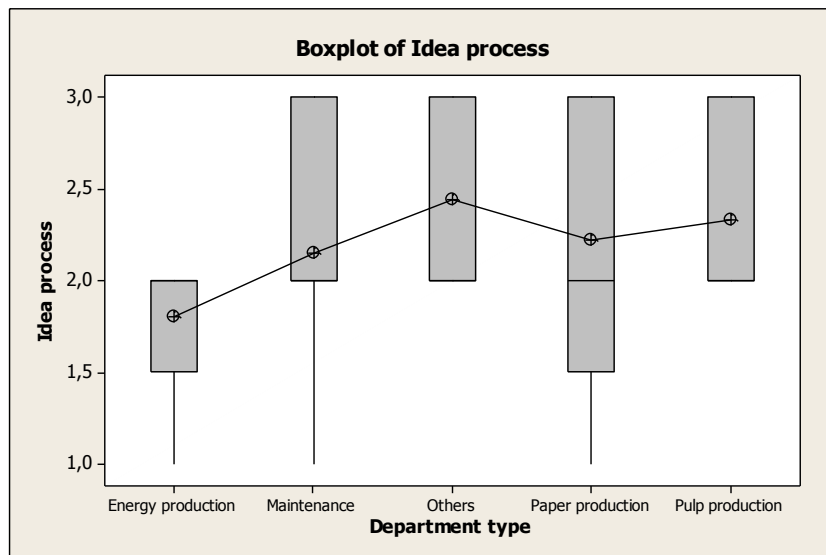 Boxplot of Idea process
3,0
2,5
2,0
1,5
1,0
Idea process
Energy production Maintenance Others Paper production Pulp production
Department type